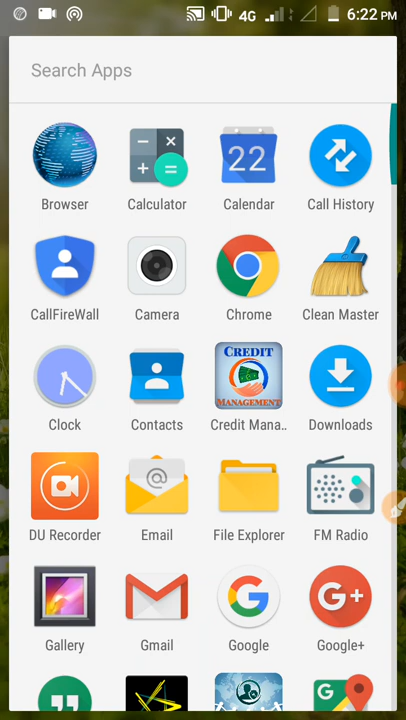 4G 6:22 PM
Search Apps
22
Browser Calculator Calendar Call History
CallFireWall Camera Chrome Clean Master
CREDIT
MANAGEMENT
Clock Contacts Credit Mana.. Downloads
@
DU Recorder Email File Explorer FM Radio
G+
Gallery Gmail Google Google+
G